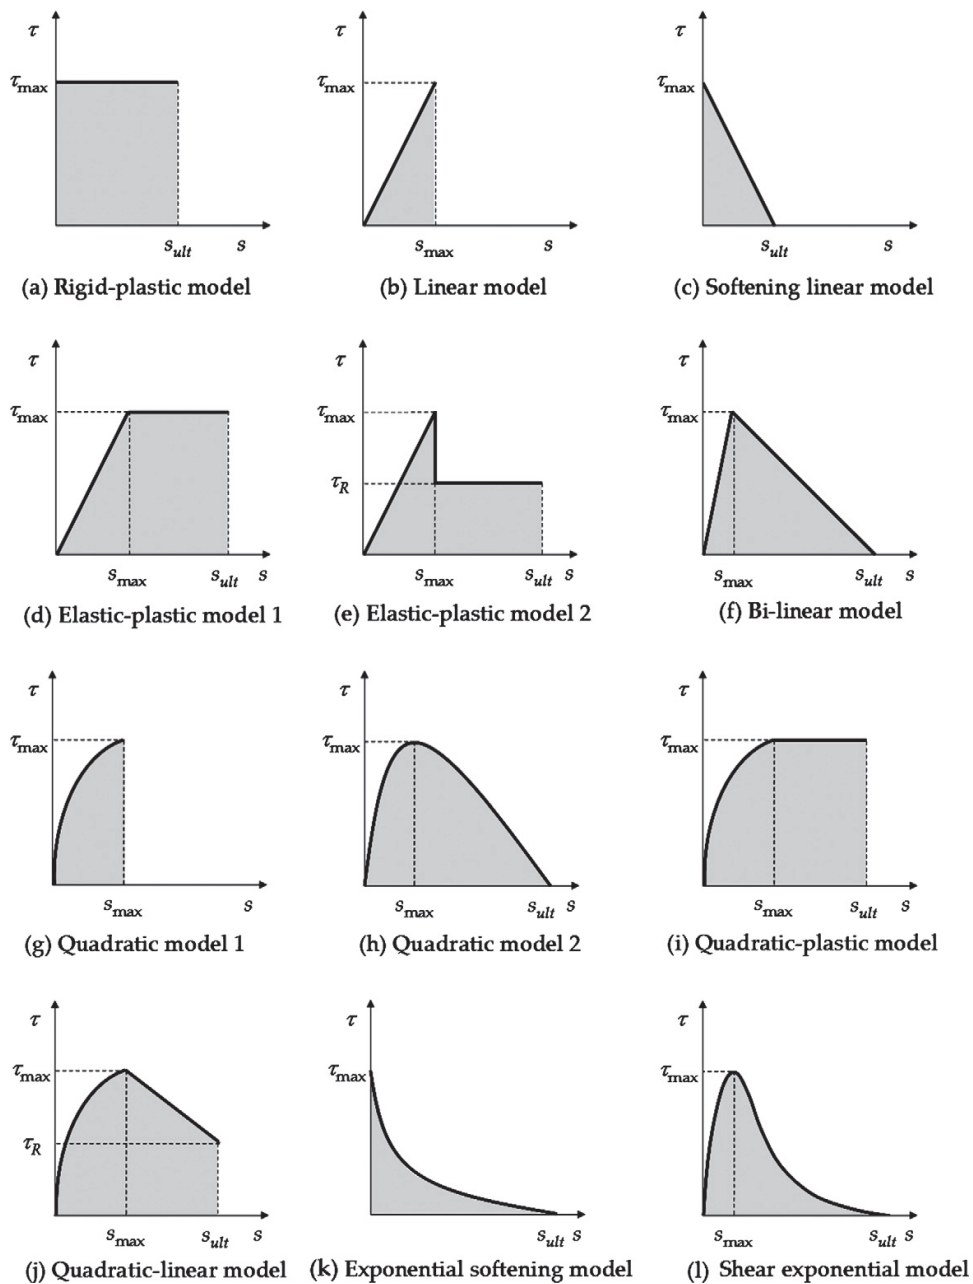 τ τ τ
τmax τmax τmax
sult s smax s sult s
(a) Rigid-plastic model (b) Linear model (c) Softening linear model
τ τ τ
τmax τmax τmax
τR
smax sult s smax sult s smax sult s
(d) Elastic-plastic model 1 (e) Elastic-plastic model 2 (f) Bi-linear model
τ τ τ
τmax τmax τmax
smax s smax sult s smax sult s
(g) Quadratic model 1 (h) Quadratic model 2 (i) Quadratic-plastic model
τ τ τ
τmax τmax τmax
τR
smax sult s sult s smax sult s
(j) Quadratic-linear model (k) Exponential softening model (l) Shear exponential model